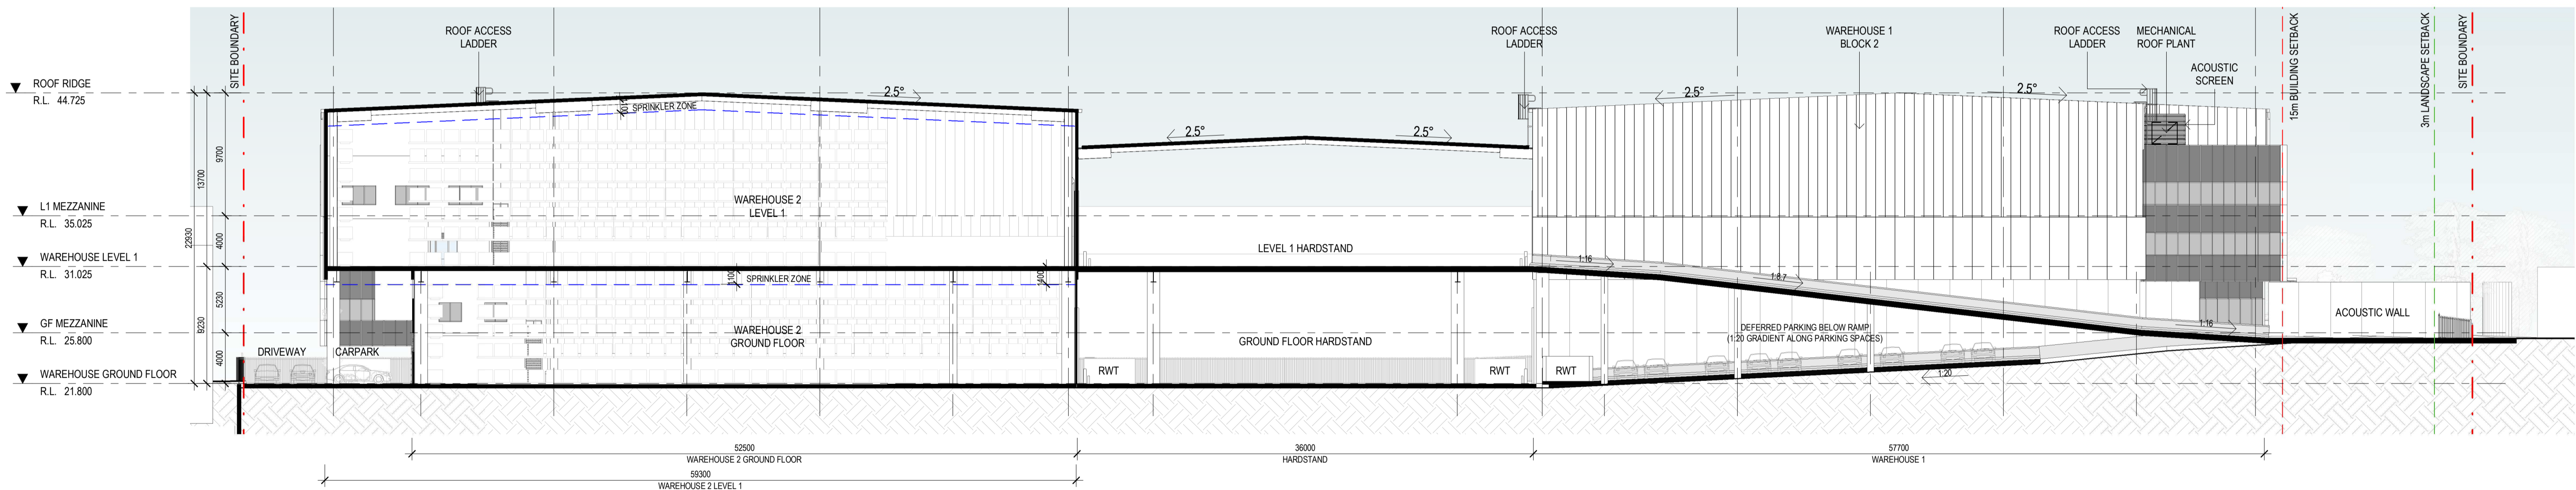 SITE BOUNDARY
ROOF ACCESS
LADDER
ROOF ACCESS
LADDER
WAREHOUSE 1
BLOCK 2
ROOF ACCESS
LADDER
MECHANICAL
ROOF PLANT
ACOUSTIC
SCREEN
15m BUILDING SETBACK
3m LANDSCAPE SETBACK
SITE BOUNDARY
ROOF RIDGE
R.L. 44.725
L1 MEZZANINE
R.L. 35.025
WAREHOUSE LEVEL 1
R.L. 31.025
GF MEZZANINE
R.L. 25.800
WAREHOUSE GROUND FLOOR
R.L. 21.800
22930
13700
9230
9700
4000
5230
4000
SPRINKLER ZONE
2.5°
2.5°
2.5°
2.5°
2.5°
WAREHOUSE 2
LEVEL 1
LEVEL 1 HARDSTAND
SPRINKLER ZONE
1100
1400
1:16
1:8.7
1:16
WAREHOUSE 2
GROUND FLOOR
GROUND FLOOR HARDSTAND
DEFERRED PARKING BELOW RAMP
(1:20 GRADIENT ALONG PARKING SPACES)
ACOUSTIC WALL
DRIVEWAY
CARPARK
RWT
RWT
RWT
1:20
52500
WAREHOUSE 2 GROUND FLOOR
36000
HARDSTAND
57700
WAREHOUSE 1
59300
WAREHOUSE 2 LEVEL 1